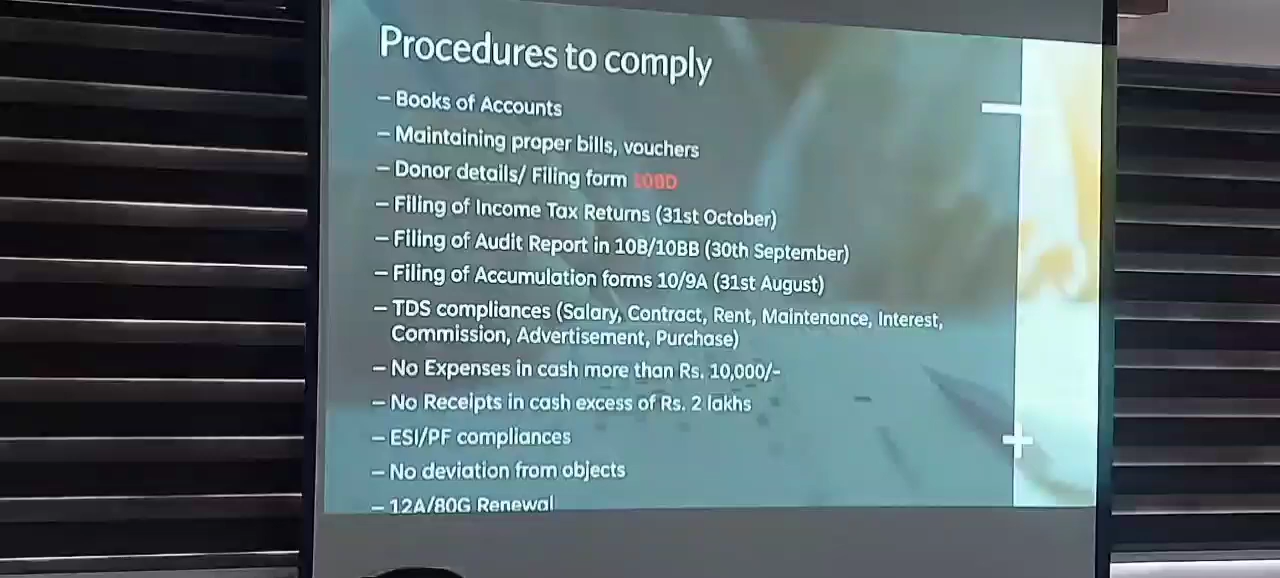 Procedures to comply
– Books of Accounts
– Maintaining proper bills, vouchers
– Donor details/ Filing form 10BD
– Filing of Income Tax Returns (31st October)
– Filing of Audit Report in 10B/10BB (30th September)
– Filing of Accumulation forms 10/9A (31st August)
– TDS compliances (Salary, Contract, Rent, Maintenance, Interest,
Commission, Advertisement, Purchase)
– No Expenses in cash more than Rs. 10,000/-
– No Receipts in cash excess of Rs. 2 lakhs
– ESI/PF compliances
– No deviation from objects
– 12A/80G Renewal